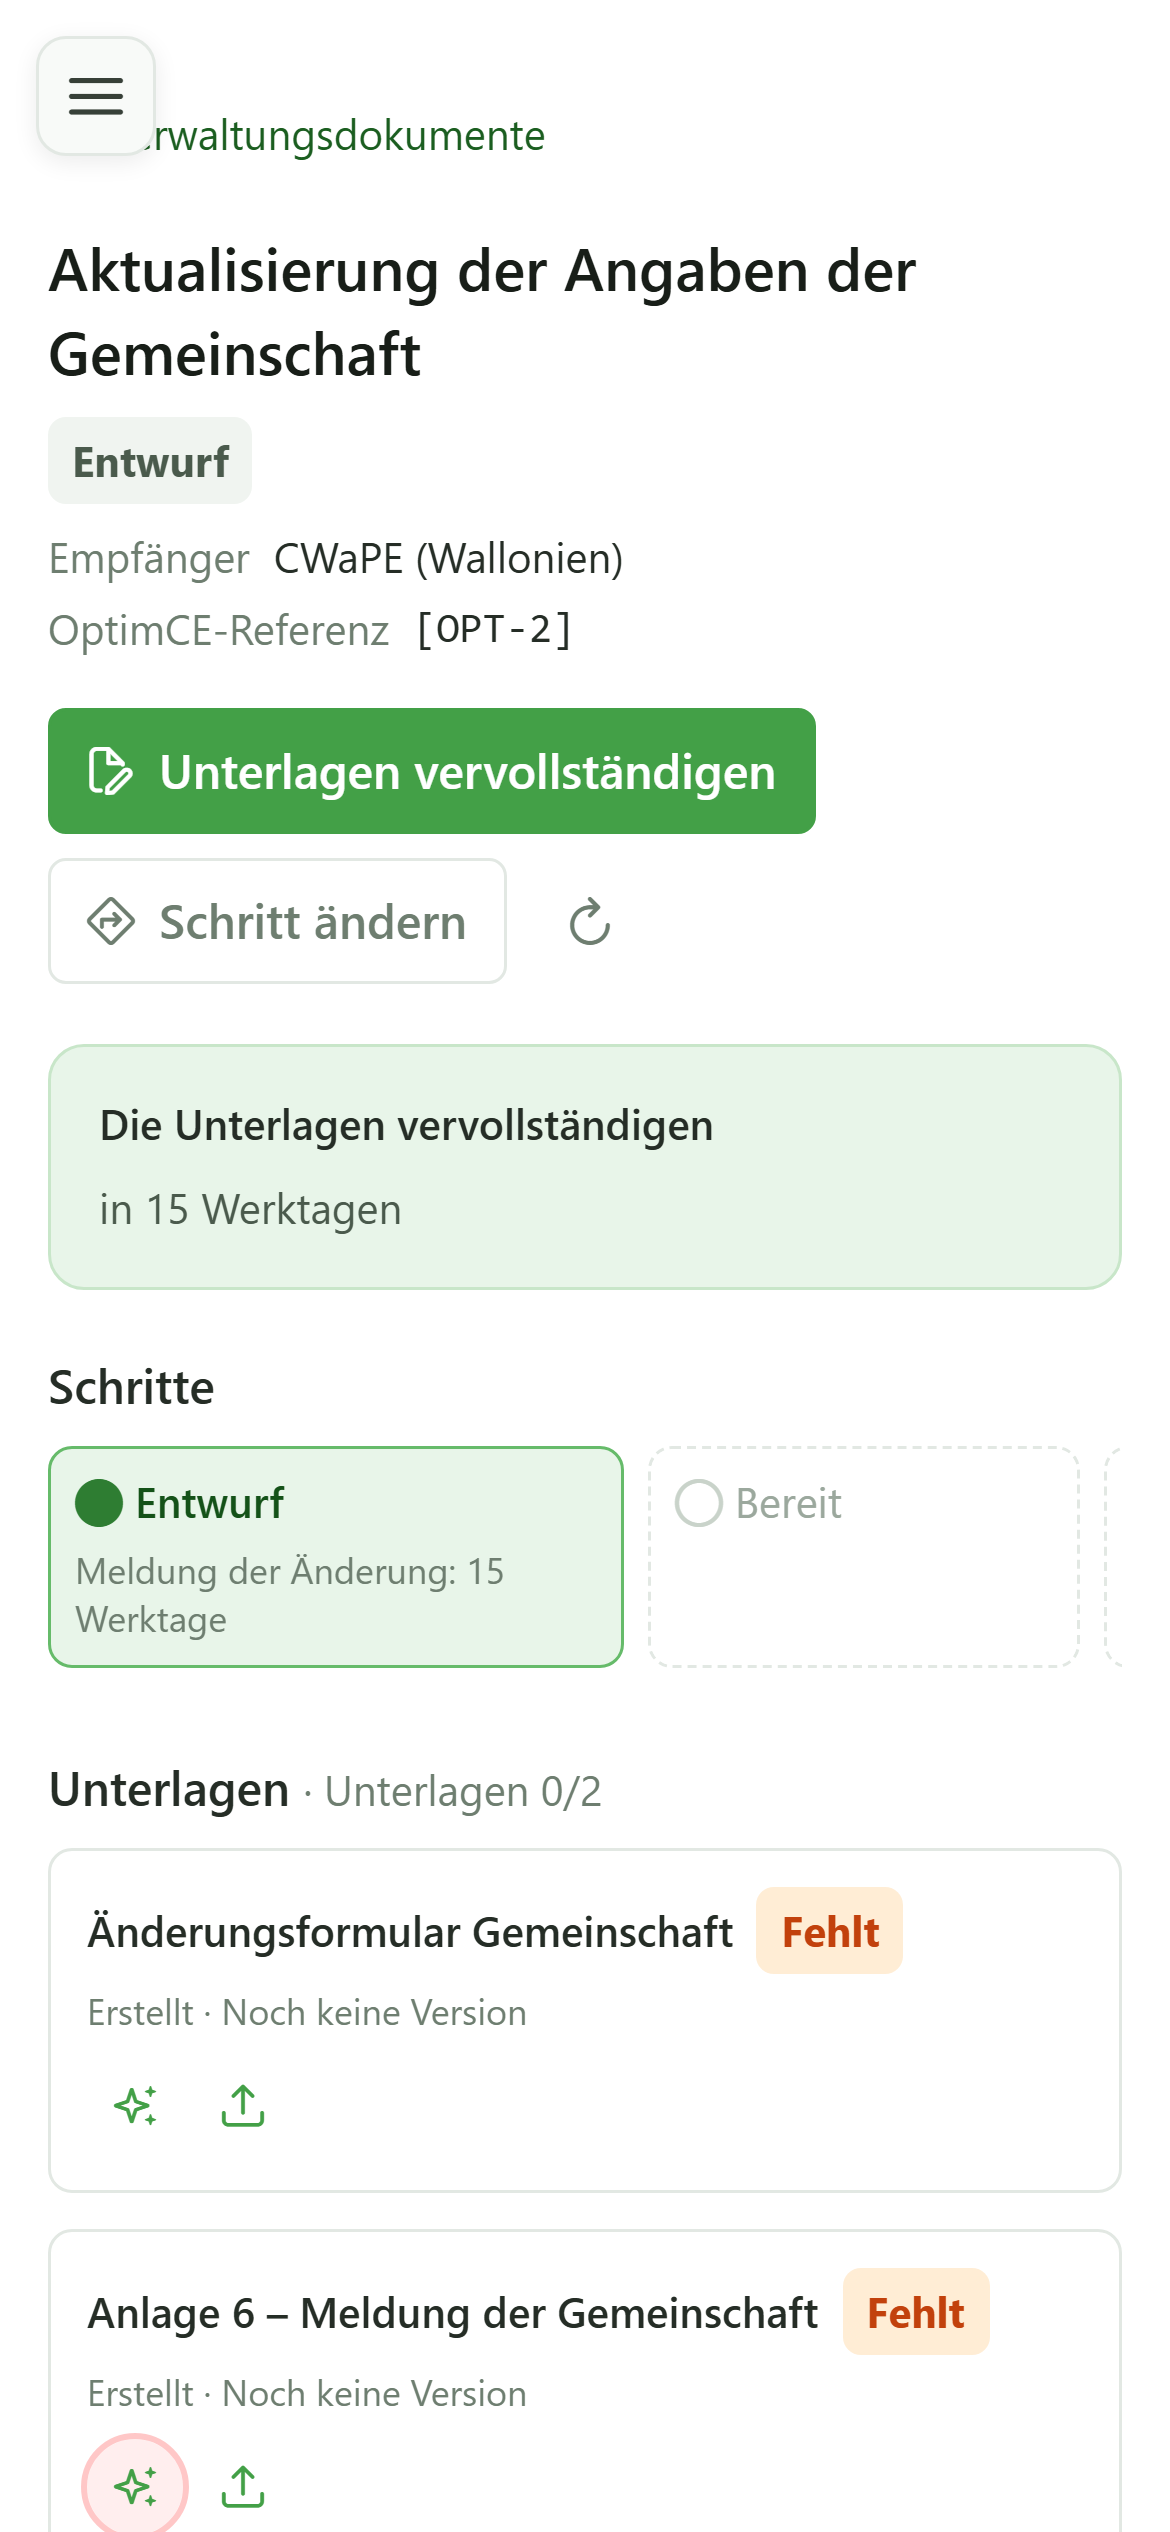 rwaltungsdokumente
Aktualisierung der Angaben der
Gemeinschaft
Entwurf
Empfänger CWaPE (Wallonien)
OptimCE-Referenz [OPT-2]
Unterlagen vervollständigen
Schritt ändern
Die Unterlagen vervollständigen
in 15 Werktagen
Schritte
Entwurf
Meldung der Änderung: 15
Werktage
Bereit
Unterlagen · Unterlagen 0/2
Änderungsformular Gemeinschaft Fehlt
Erstellt · Noch keine Version
Anlage 6 – Meldung der Gemeinschaft Fehlt
Erstellt · Noch keine Version